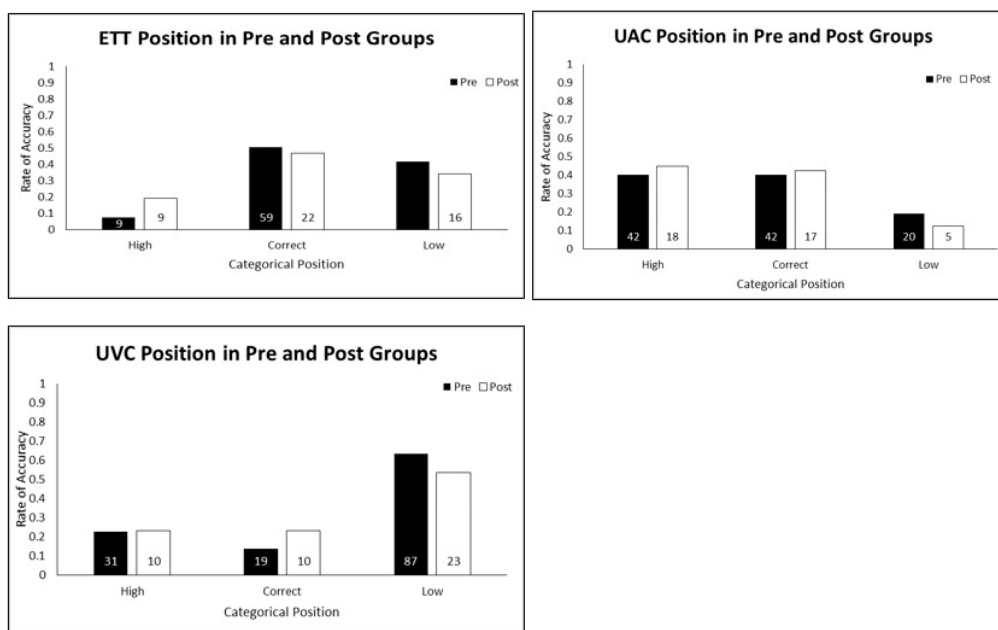 ETT Position in Pre and Post Groups
Pre Post
Rate of Accuracy
1
0.9
0.8
0.7
0.6
0.5
0.4
0.3
0.2
0.1
0
9 9 59 22 16
High Correct Low
Categorical Position
UAC Position in Pre and Post Groups
Pre Post
Rate of Accuracy
1
0.9
0.8
0.7
0.6
0.5
0.4
0.3
0.2
0.1
0
42 18 42 17 20 5
High Correct Low
Categorical Position
UVC Position in Pre and Post Groups
Pre Post
Rate of Accuracy
1
0.9
0.8
0.7
0.6
0.5
0.4
0.3
0.2
0.1
0
31 10 19 10 87 23
High Correct Low
Categorical Position